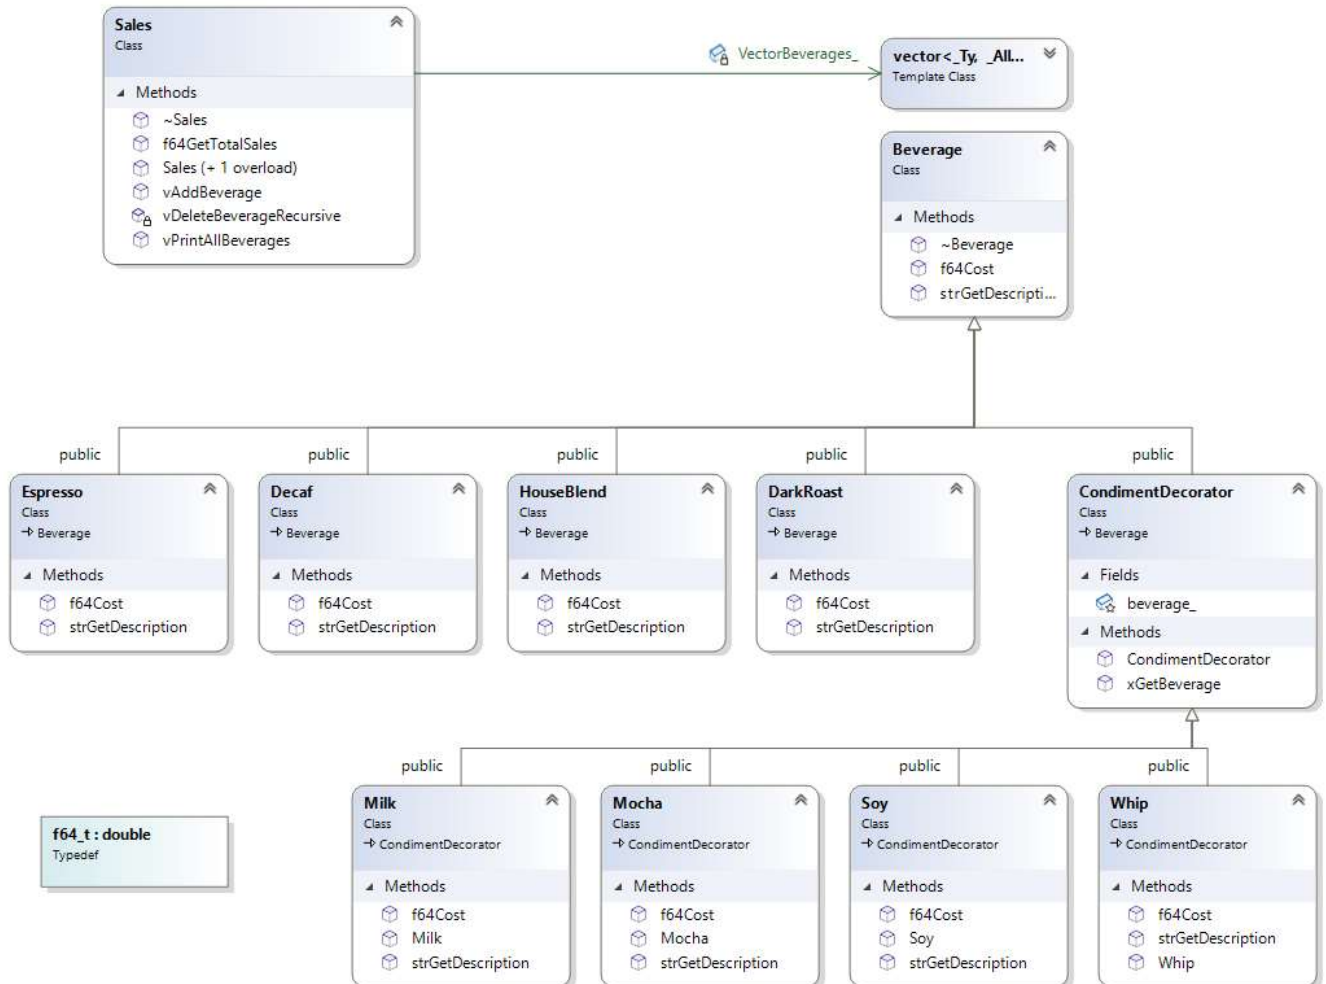 Sales
Class
Methods
~Sales
f64GetTotalSales
Sales (+ 1 overload)
vAddBeverage
vDeleteBeverageRecursive
vPrintAllBeverages
VectorBeverages_
vector<_Ty, _All...
Template Class
Beverage
Class
Methods
~Beverage
f64Cost
strGetDescripti...
public
public
public
public
public
Espresso
Class
Beverage
Methods
f64Cost
strGetDescription
Decaf
Class
Beverage
Methods
f64Cost
strGetDescription
HouseBlend
Class
Beverage
Methods
f64Cost
strGetDescription
DarkRoast
Class
Beverage
Methods
f64Cost
strGetDescription
CondimentDecorator
Class
Beverage
Fields
beverage_
Methods
CondimentDecorator
xGetBeverage
public
public
public
public
f64_t : double
Typedef
Milk
Class
CondimentDecorator
Methods
f64Cost
Milk
strGetDescription
Mocha
Class
CondimentDecorator
Methods
f64Cost
Mocha
strGetDescription
Soy
Class
CondimentDecorator
Methods
f64Cost
Soy
strGetDescription
Whip
Class
CondimentDecorator
Methods
f64Cost
strGetDescription
Whip